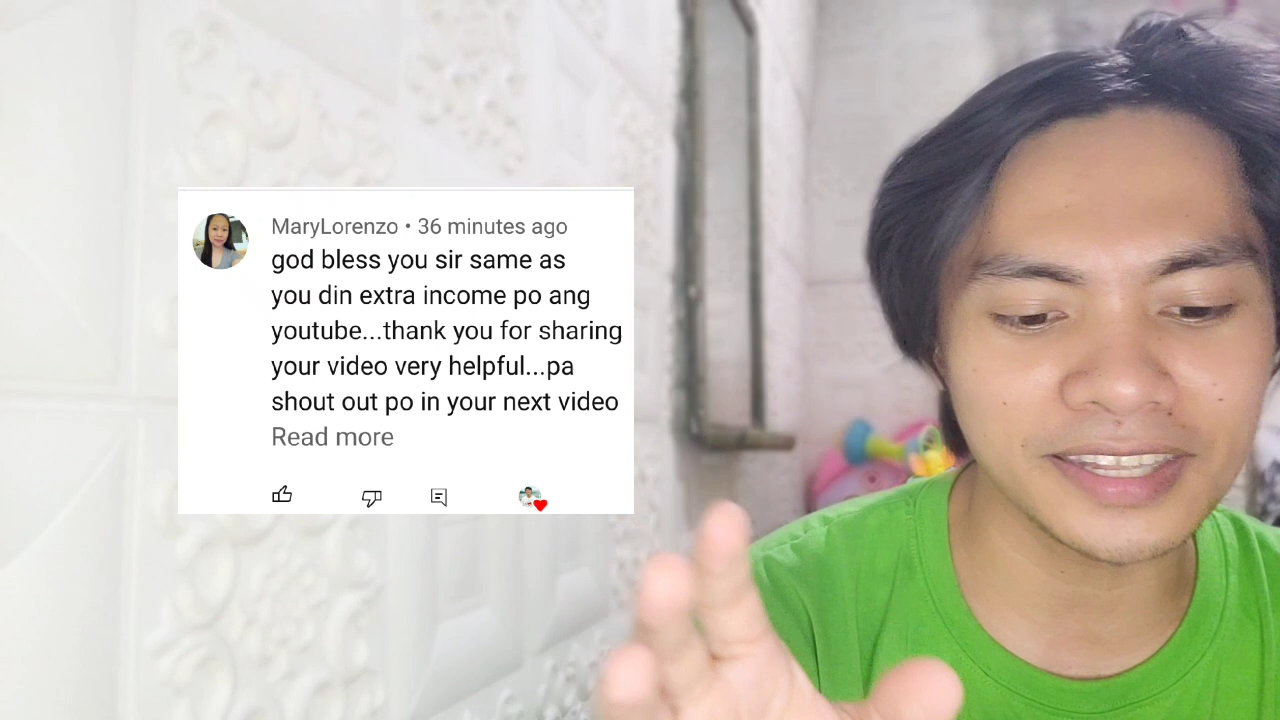 MaryLorenzo • 36 minutes ago
god bless you sir same as
you din extra income po ang
youtube...thank you for sharing
your video very helpful...pa
shout out po in your next video
Read more